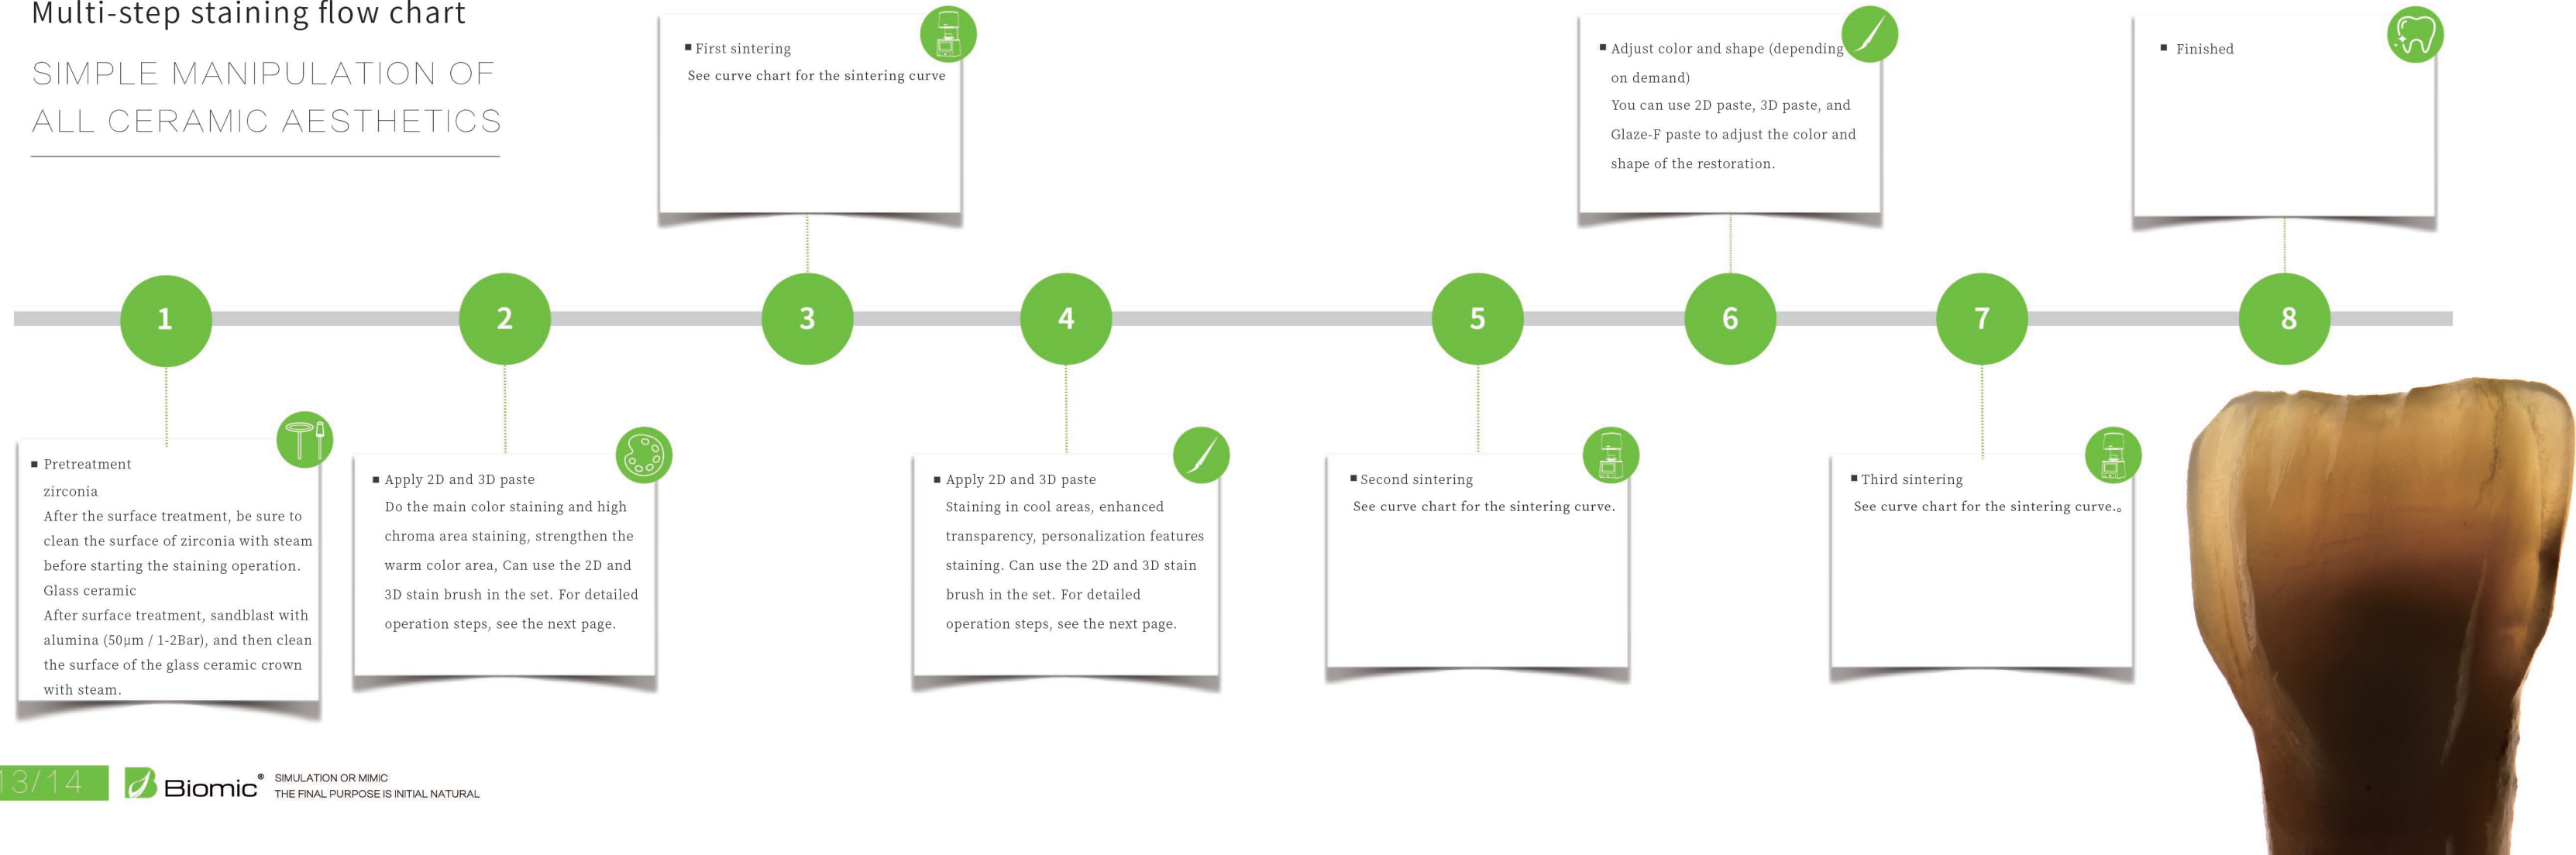 Multi-step staining flow chart
SIMPLE MANIPULATION OF
ALL CERAMIC AESTHETICS
■ First sintering
See curve chart for the sintering curve
■ Adjust color and shape (depending
on demand)
You can use 2D paste, 3D paste, and
Glaze-F paste to adjust the color and
shape of the restoration.
■ Finished
1
2
3
4
5
6
7
8
■ Pretreatment
zirconia
After the surface treatment, be sure to
clean the surface of zirconia with steam
before starting the staining operation.
Glass ceramic
After surface treatment, sandblast with
alumina (50μm / 1-2Bar), and then clean
the surface of the glass ceramic crown
with steam.
■ Apply 2D and 3D paste
Do the main color staining and high
chroma area staining, strengthen the
warm color area, Can use the 2D and
3D stain brush in the set. For detailed
operation steps, see the next page.
■ Apply 2D and 3D paste
Staining in cool areas, enhanced
transparency, personalization features
staining. Can use the 2D and 3D stain
brush in the set. For detailed
operation steps, see the next page.
■ Second sintering
See curve chart for the sintering curve.
■ Third sintering
See curve chart for the sintering curve.。
13/14
Biomic®
SIMULATION OR MIMIC
THE FINAL PURPOSE IS INITIAL NATURAL